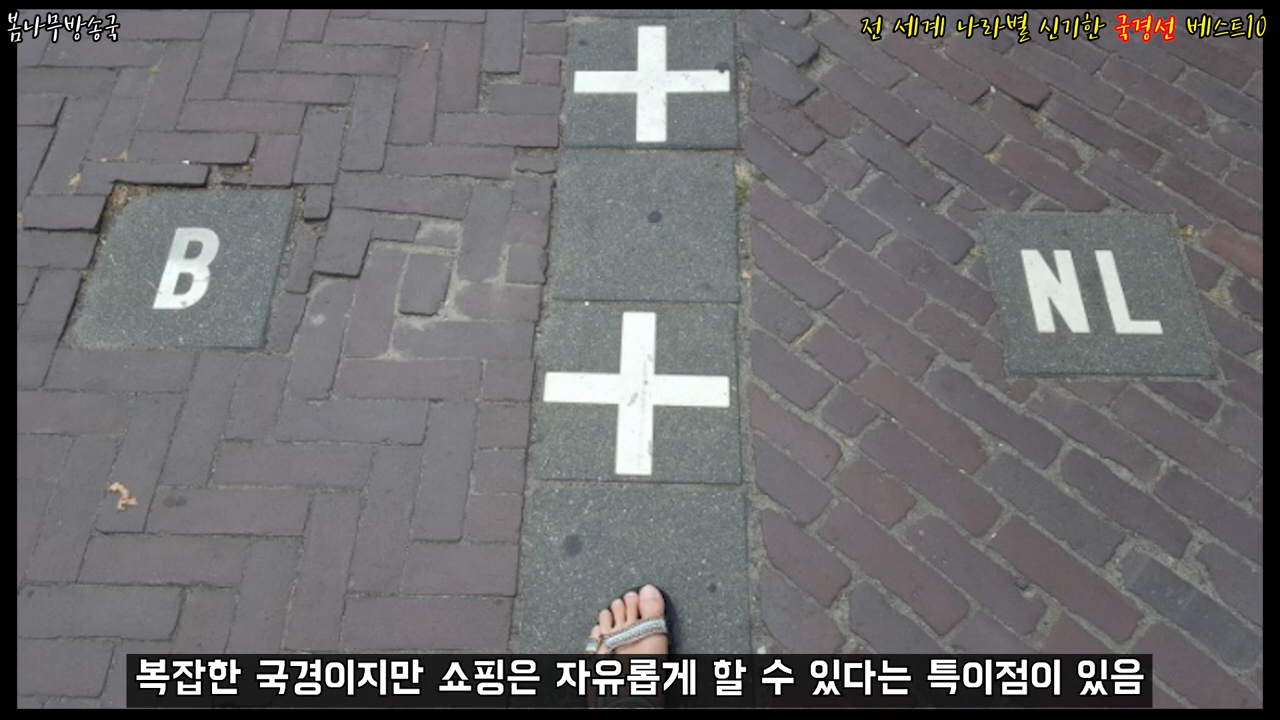 봄나무방송국
전 세계 나라별 신기한 국경선 베스트10
B
NL
복잡한 국경이지만 쇼핑은 자유롭게 할 수 있다는 특이점이 있음